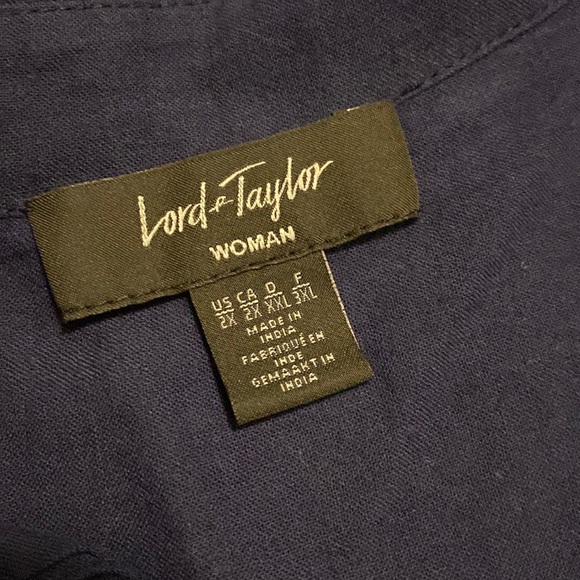 Lord & Taylor
WOMAN
US CA D F
2X 2X XXL 3XL
MADE IN
INDIA
FABRIQUÉ EN
INDE
GEMAAKT IN
INDIA